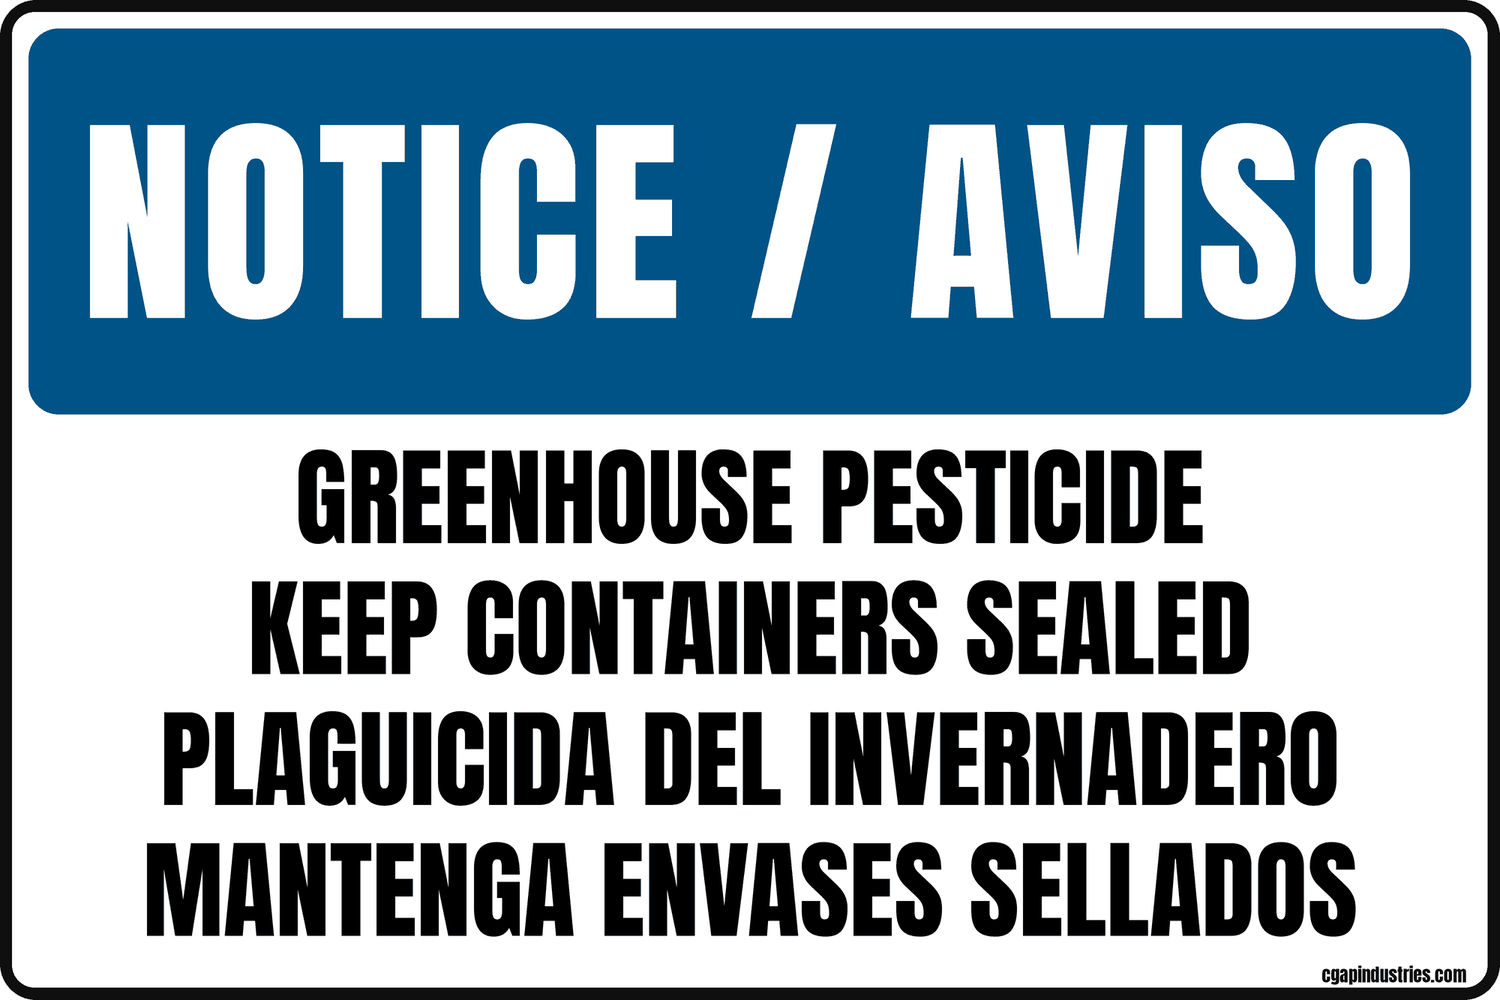 NOTICE / AVISO
GREENHOUSE PESTICIDE
KEEP CONTAINERS SEALED
PLAGUICIDA DEL INVERNADERO
MANTENGA ENVASES SELLADOS
cgapindustries.com